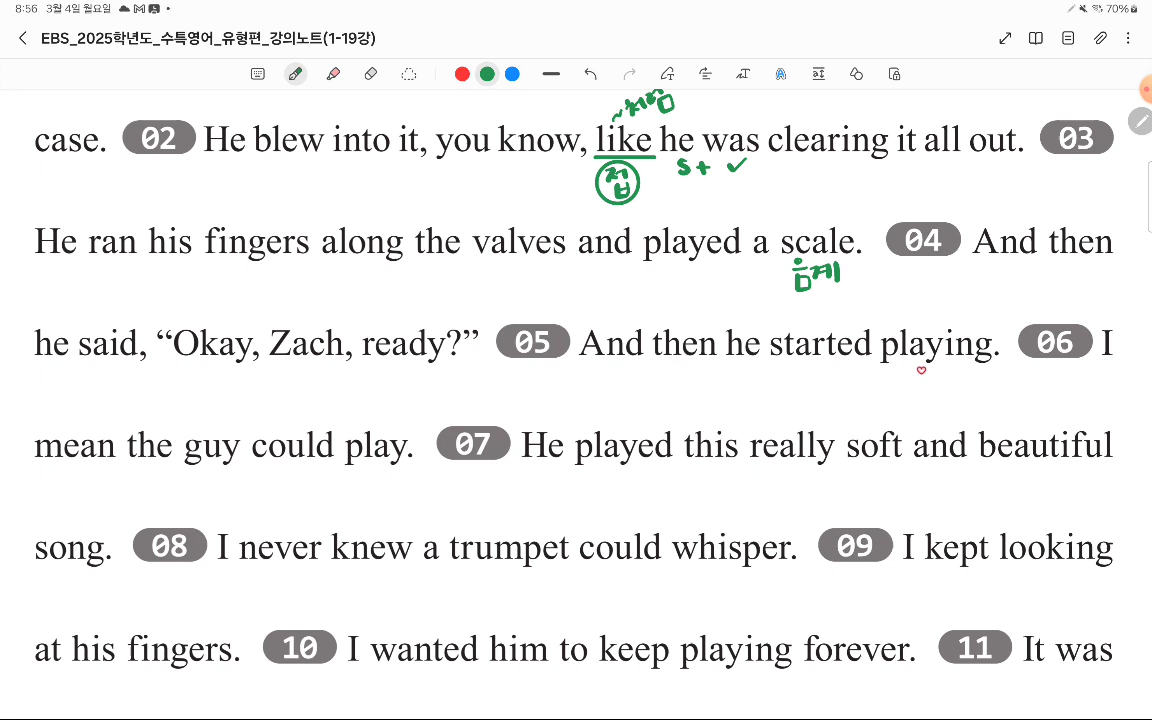 8:56 3월 4일 월요일
70%
EBS_2025학년도_수특영어_유형편_강의노트(1-19강)
~처럼
case. 02 He blew into it, you know, like he was clearing it all out. 03
접 S+ V
He ran his fingers along the valves and played a scale. 04 And then
음계
he said, “Okay, Zach, ready?” 05 And then he started playing. 06 I
mean the guy could play. 07 He played this really soft and beautiful
song. 08 I never knew a trumpet could whisper. 09 I kept looking
at his fingers. 10 I wanted him to keep playing forever. 11 It was